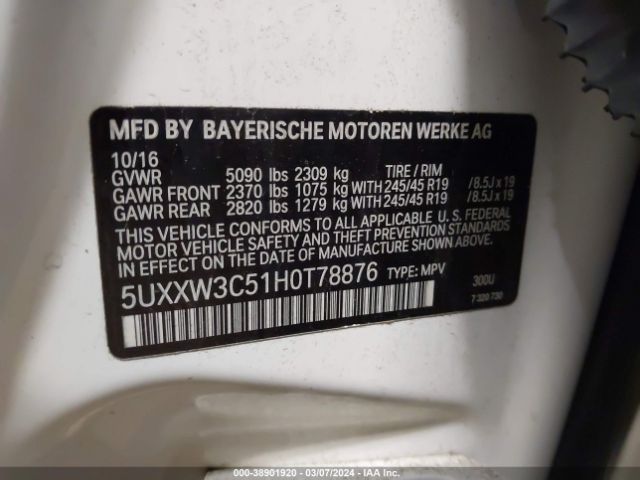 MFD BY BAYERISCHE MOTOREN WERKE AG
10/16 TIRE / RIM
GVWR 5090 lbs 2309 kg
GAWR FRONT 2370 lbs 1075 kg WITH 245/45 R19 /8.5J x 19
GAWR REAR 2820 lbs 1279 kg WITH 245/45 R19 /8.5J x 19
THIS VEHICLE CONFORMS TO ALL APPLICABLE U. S. FEDERAL
MOTOR VEHICLE SAFETY AND THEFT PREVENTION STANDARDS
IN EFFECT ON THE DATE OF MANUFACTURE SHOWN ABOVE.
5UXXW3C51H0T78876 TYPE: MPV 300U
7 320 730
000-38901920 - 03/07/2024 - IAA Inc.